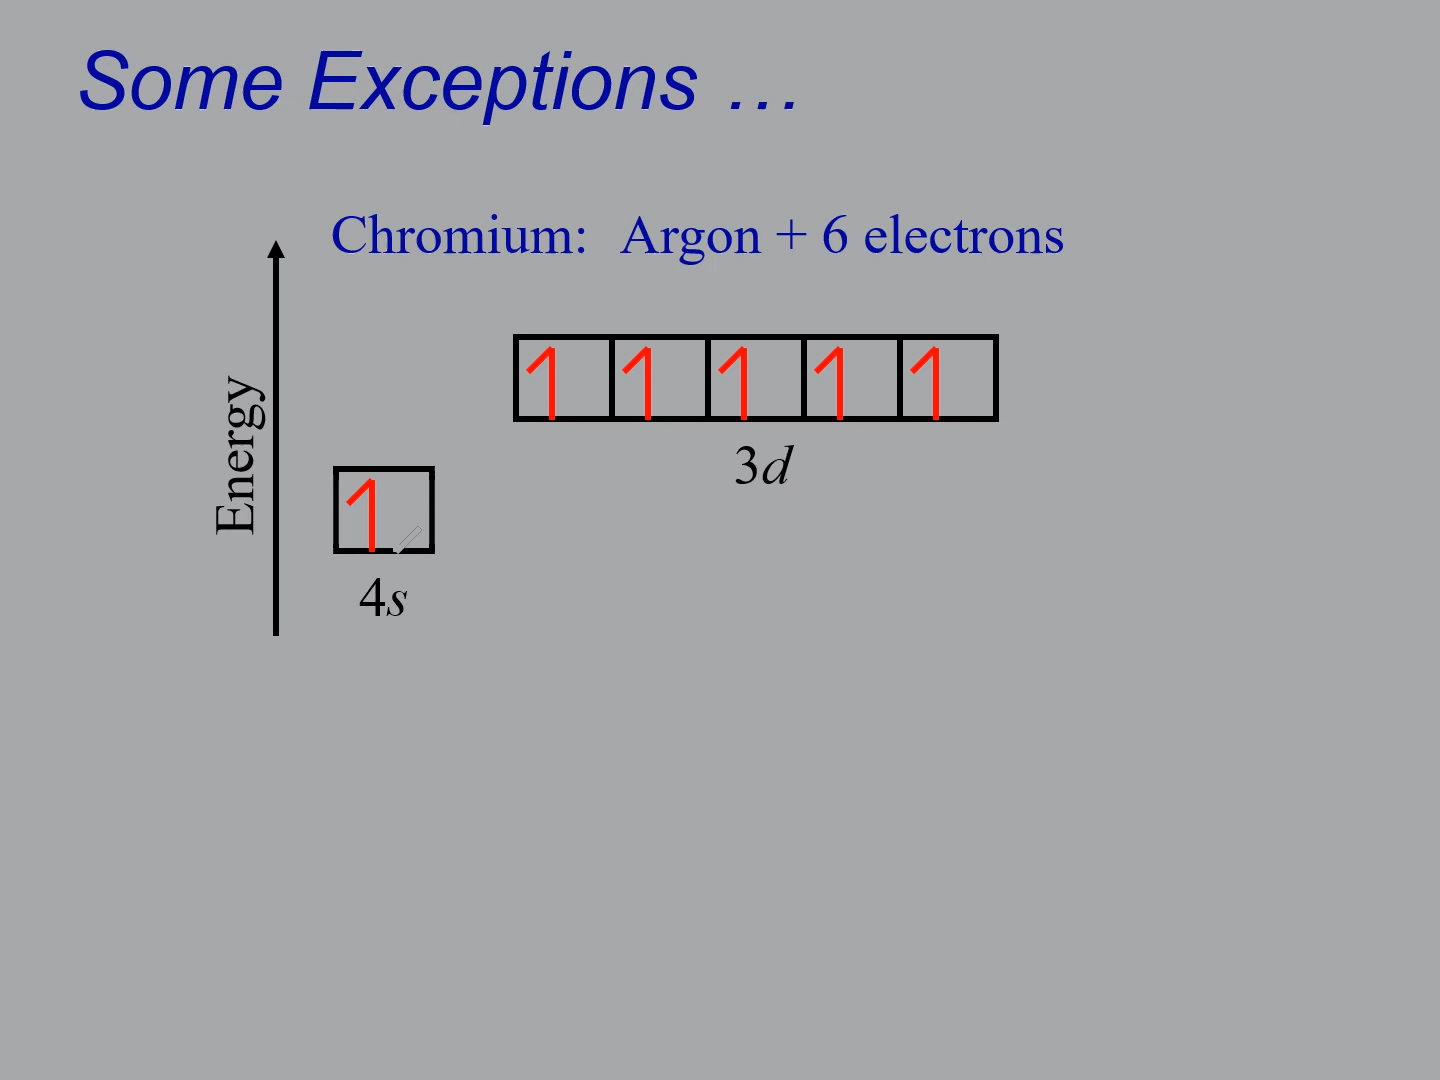 Some Exceptions …
Chromium: Argon + 6 electrons
Energy
3d
4s